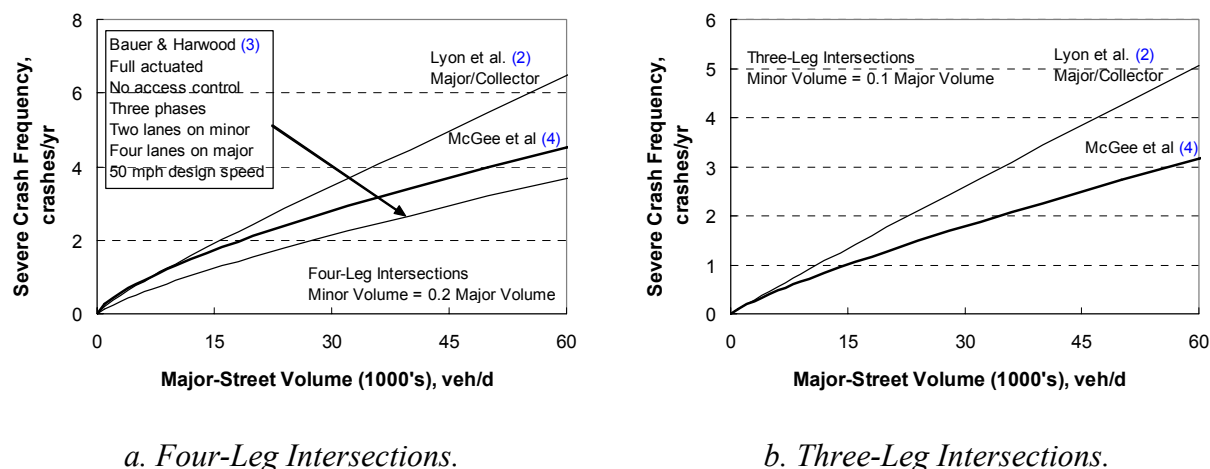 Severe Crash Frequency,
crashes/yr
8
6
4
2
0
Bauer & Harwood (3)
Full actuated
No access control
Three phases
Two lanes on minor
Four lanes on major
50 mph design speed
Lyon et al. (2)
Major/Collector
McGee et al (4)
Four-Leg Intersections
Minor Volume = 0.2 Major Volume
0 15 30 45 60
Major-Street Volume (1000's), veh/d
a. Four-Leg Intersections.
Severe Crash Frequency,
crashes/yr
6
5
4
3
2
1
0
Three-Leg Intersections
Minor Volume = 0.1 Major Volume
Lyon et al. (2)
Major/Collector
McGee et al (4)
0 15 30 45 60
Major-Street Volume (1000's), veh/d
b. Three-Leg Intersections.